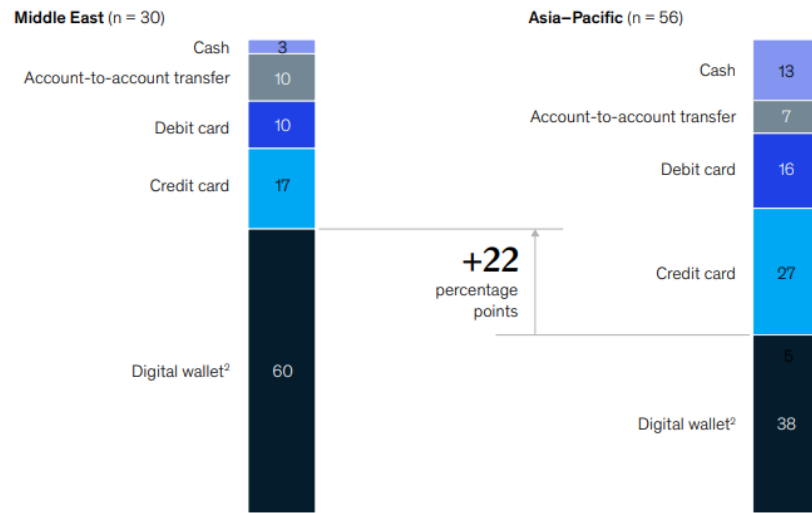 Middle East (n = 30)
Cash 3
Account-to-account transfer 10
Debit card 10
Credit card 17
Digital wallet² 60
+22
percentage
points
Asia–Pacific (n = 56)
Cash 13
Account-to-account transfer 7
Debit card 16
Credit card 27
5
Digital wallet² 38